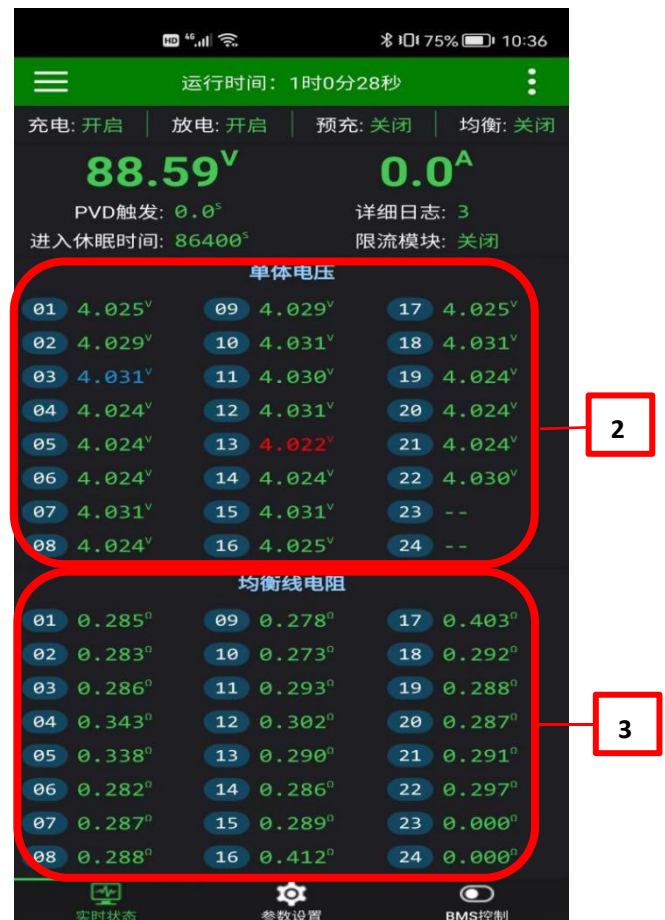 HD 4G 75% 10:36
运行时间: 1时0分28秒
充电: 开启 放电: 开启 预充: 关闭 均衡: 关闭
88.59V 0.0A
PVD触发: 0.0S 详细日志: 3
进入休眠时间: 86400S 限流模块: 关闭
单体电压
01 4.025V 09 4.029V 17 4.025V
02 4.029V 10 4.031V 18 4.031V
03 4.031V 11 4.030V 19 4.024V
04 4.024V 12 4.031V 20 4.024V
05 4.024V 13 4.022V 21 4.024V
06 4.024V 14 4.024V 22 4.030V
07 4.031V 15 4.031V 23 --
08 4.024V 16 4.025V 24 --
2
均衡线电阻
01 0.285Ω 09 0.278Ω 17 0.403Ω
02 0.283Ω 10 0.273Ω 18 0.292Ω
03 0.286Ω 11 0.293Ω 19 0.288Ω
04 0.343Ω 12 0.302Ω 20 0.287Ω
05 0.338Ω 13 0.290Ω 21 0.291Ω
06 0.282Ω 14 0.286Ω 22 0.297Ω
07 0.287Ω 15 0.289Ω 23 0.000Ω
08 0.288Ω 16 0.412Ω 24 0.000Ω
3
实时状态 参数设置 BMS控制